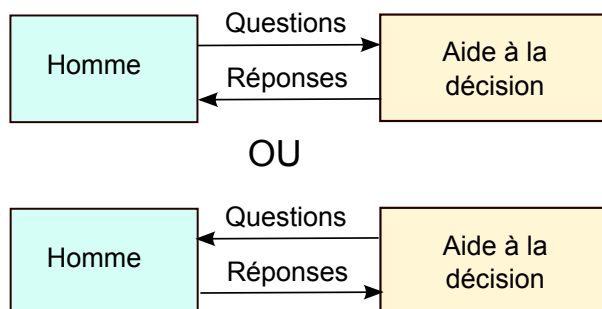 Questions
Homme
Aide à la
décision
Réponses
OU
Questions
Homme
Aide à la
décision
Réponses